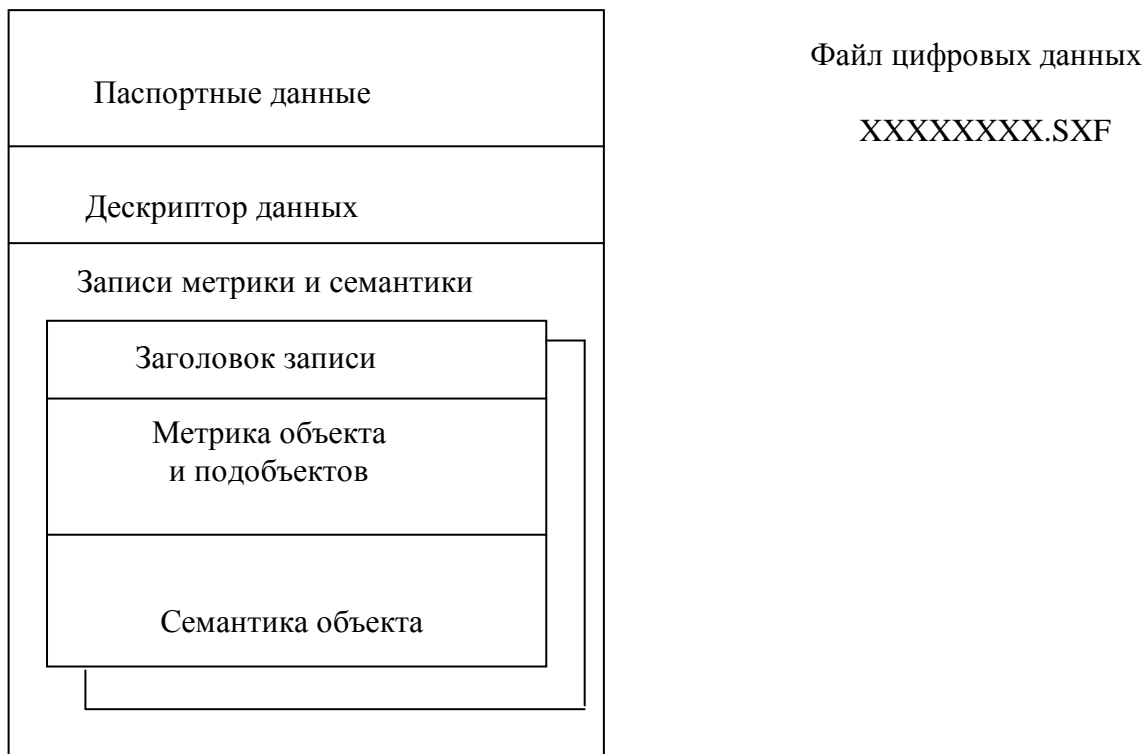 Файл цифровых данных
XXXXXXXX.SXF
Паспортные данные
Дескриптор данных
Записи метрики и семантики
Заголовок записи
Метрика объекта
и подобъектов
Семантика объекта